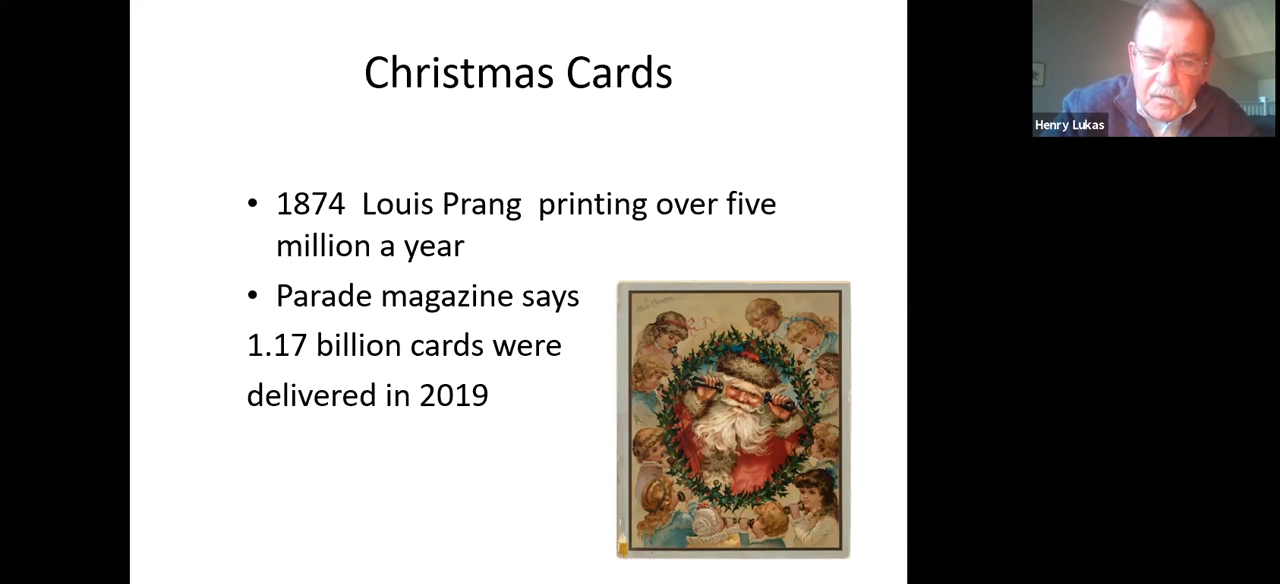 Christmas Cards
• 1874 Louis Prang printing over five
million a year
• Parade magazine says
1.17 billion cards were
delivered in 2019
Henry Lukas